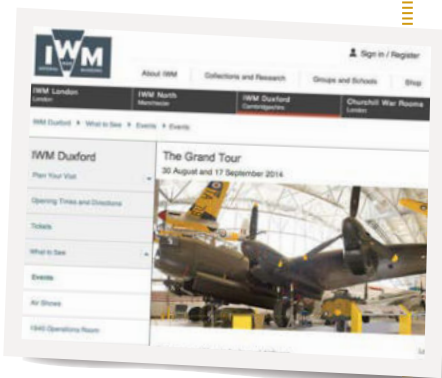 IWM
IMPERIAL WAR MUSEUMS
Sign in / Register
About IWM
Collections and Research
Groups and Schools
Shop
IWM London
London
IWM North
Manchester
IWM Duxford
Cambridgeshire
Churchill War Rooms
London
IWM Duxford What to See Events Events
IWM Duxford
Plan Your Visit
Opening Times and Directions
Tickets
What to See
Events
Air Shows
1940 Operations Room
The Grand Tour
30 August and 17 September 2014